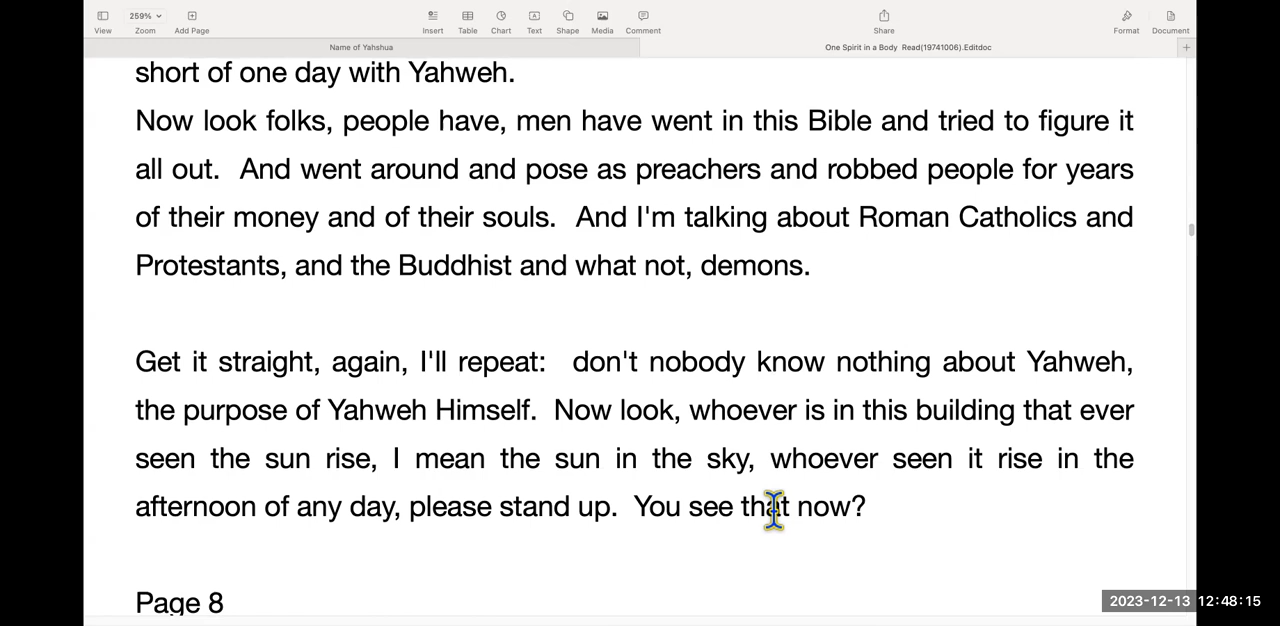 259%
View
Zoom
Add Page
Insert
Table
Chart
Text
Shape
Media
Comment
Share
Format
Document
Name of Yahshua
One Spirit in a Body Read(19741006).Editdoc
short of one day with Yahweh.
Now look folks, people have, men have went in this Bible and tried to figure it
all out. And went around and pose as preachers and robbed people for years
of their money and of their souls. And I'm talking about Roman Catholics and
Protestants, and the Buddhist and what not, demons.
Get it straight, again, I'll repeat: don't nobody know nothing about Yahweh,
the purpose of Yahweh Himself. Now look, whoever is in this building that ever
seen the sun rise, I mean the sun in the sky, whoever seen it rise in the
afternoon of any day, please stand up. You see that now?
Page 8
2023-12-13 12:48:15